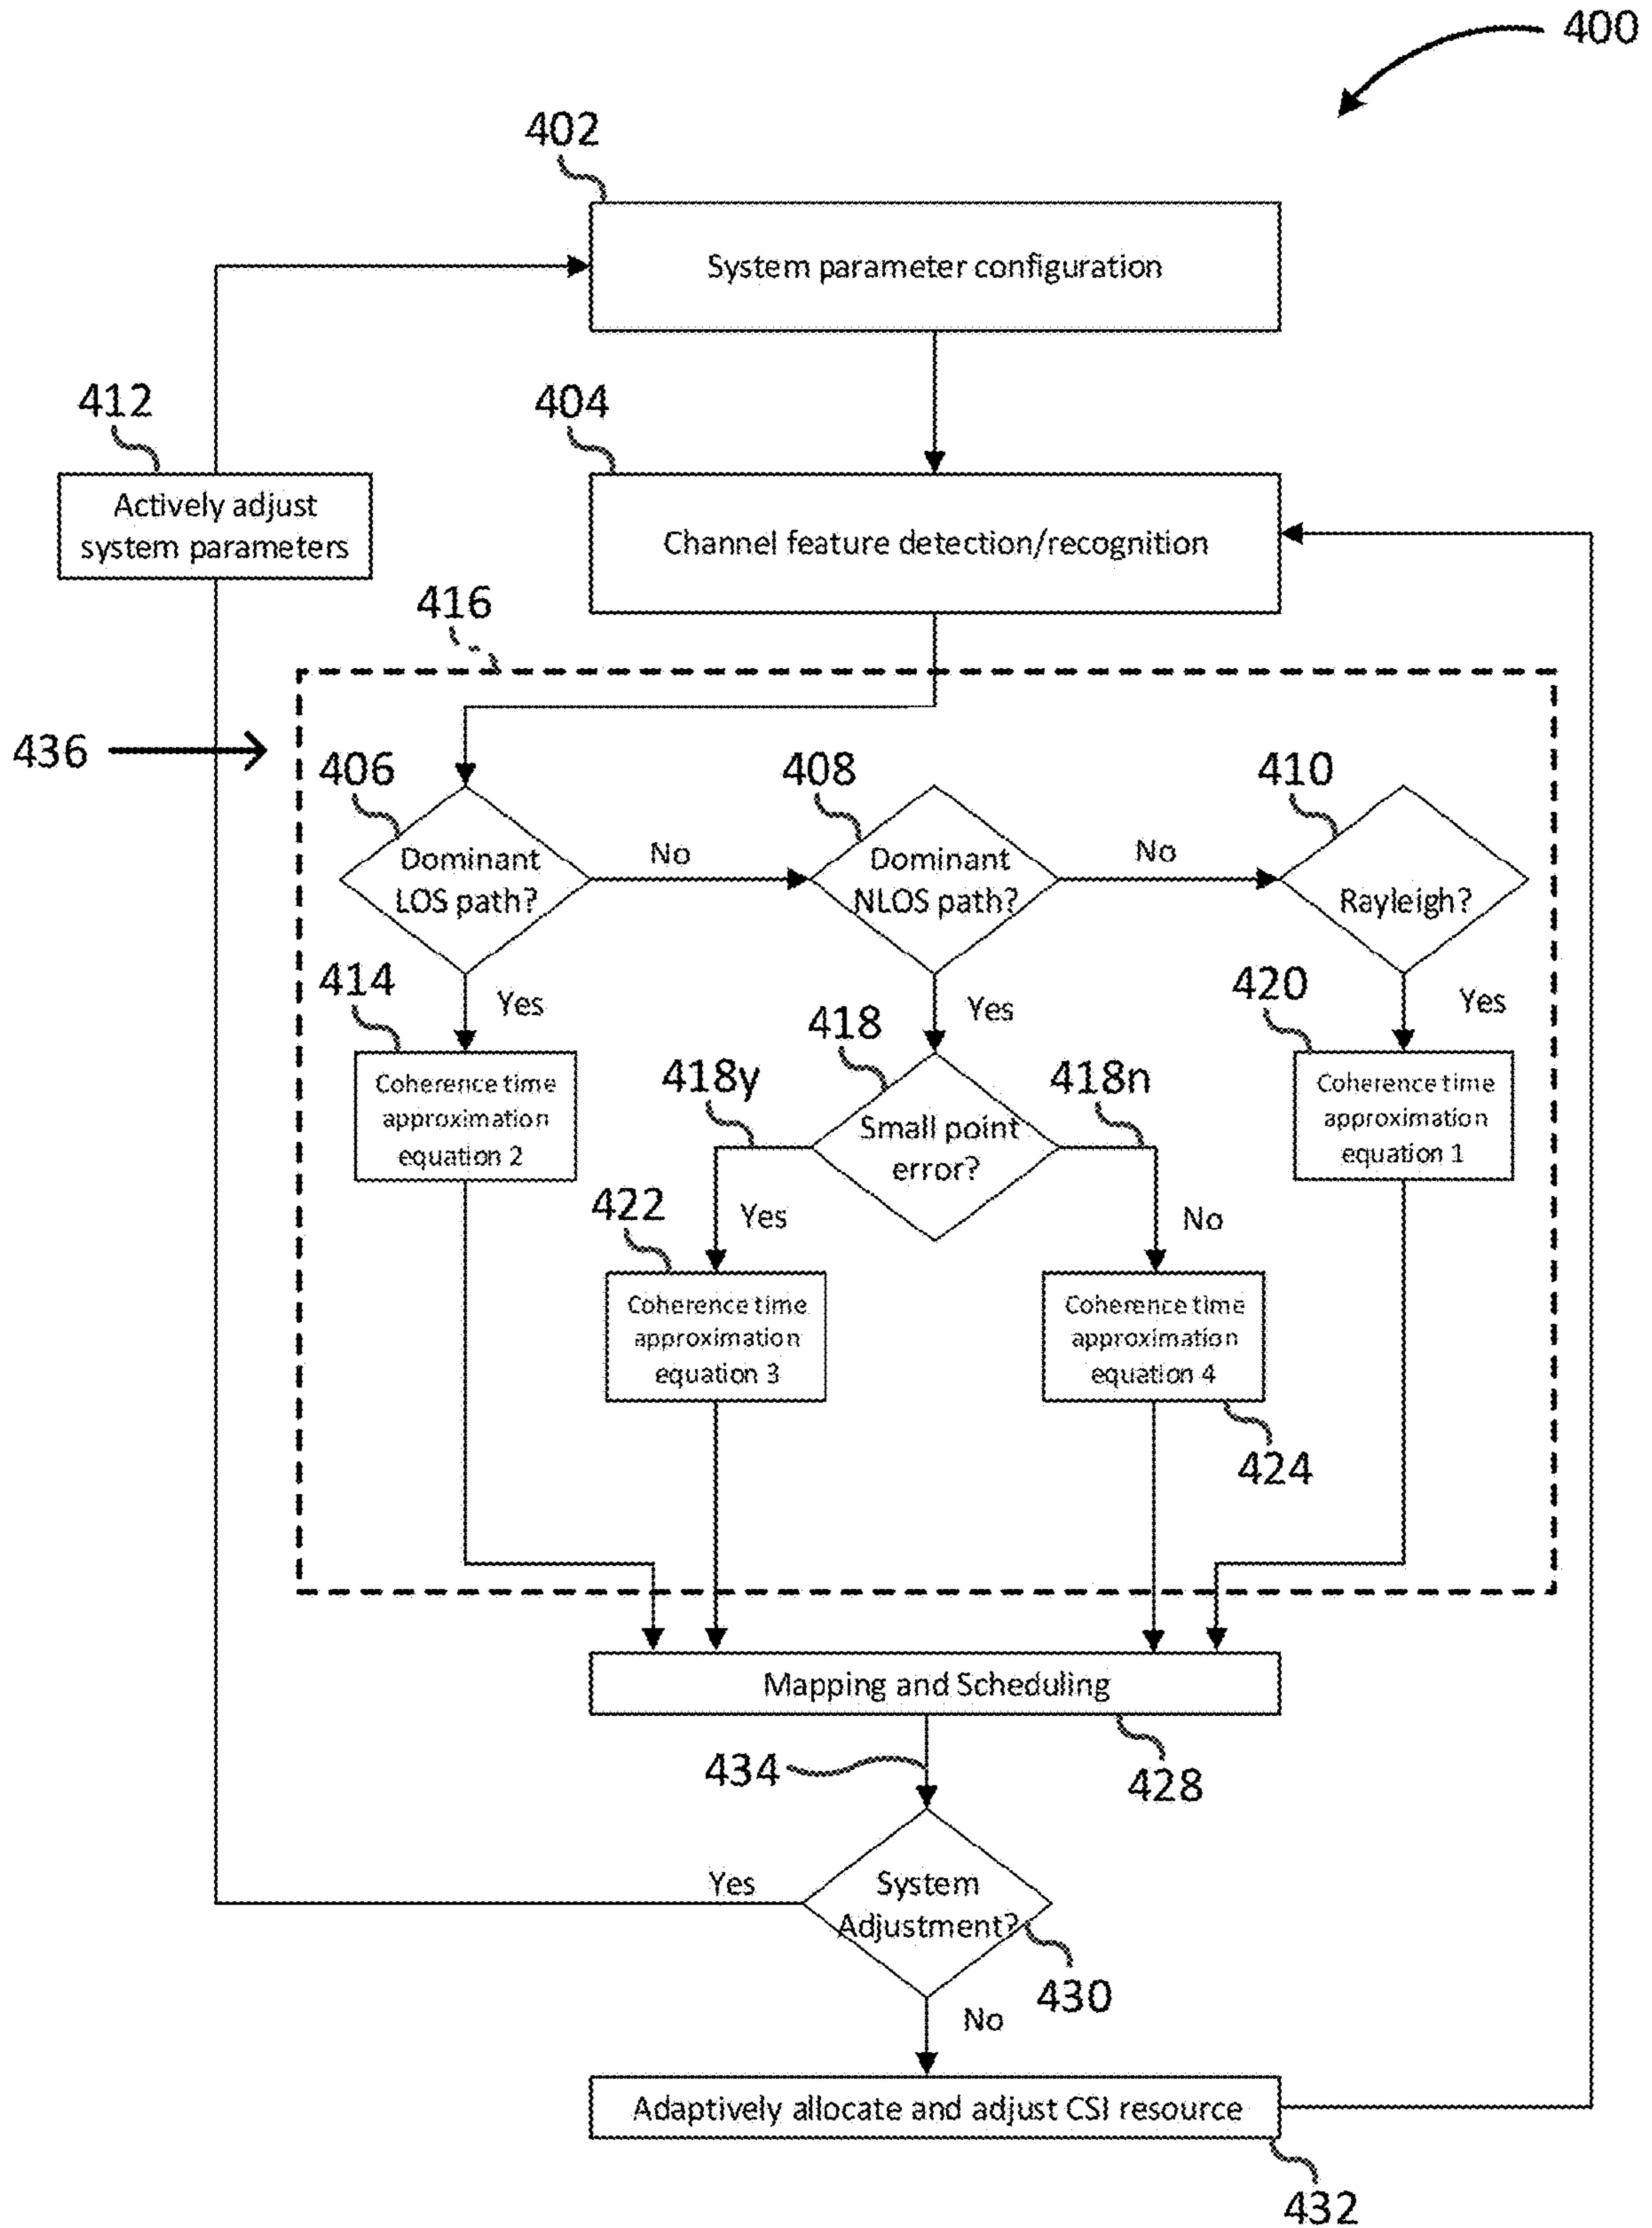 400
402
System parameter configuration
412
404
Actively adjust
system parameters
Channel feature detection/recognition
416
436
406
408
410
Dominant
LOS path?
No
Dominant
NLOS path?
No
Rayleigh?
414
Yes
418
Yes
420
Yes
Coherence time
approximation
equation 2
418y
418n
Small point
error?
Coherence time
approximation
equation 1
422
Yes
No
Coherence time
approximation
equation 3
Coherence time
approximation
equation 4
424
Mapping and Scheduling
434
428
Yes
System
Adjustment?
430
No
Adaptively allocate and adjust CSI resource
432